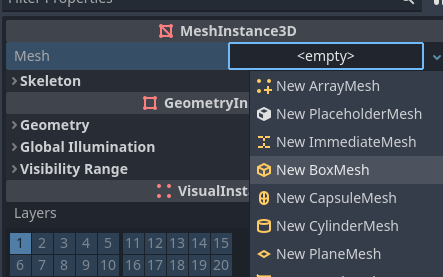 Filter Properties
MeshInstance3D
Mesh <empty>
Skeleton
New ArrayMesh
GeometryIn
New PlaceholderMesh
Geometry
New ImmediateMesh
Global Illumination
New BoxMesh
Visibility Range
VisualInst
New CapsuleMesh
Layers
New CylinderMesh
1 2 3 4 5 11 12 13 14 15
New PlaneMesh
6 7 8 9 10 16 17 18 19 20